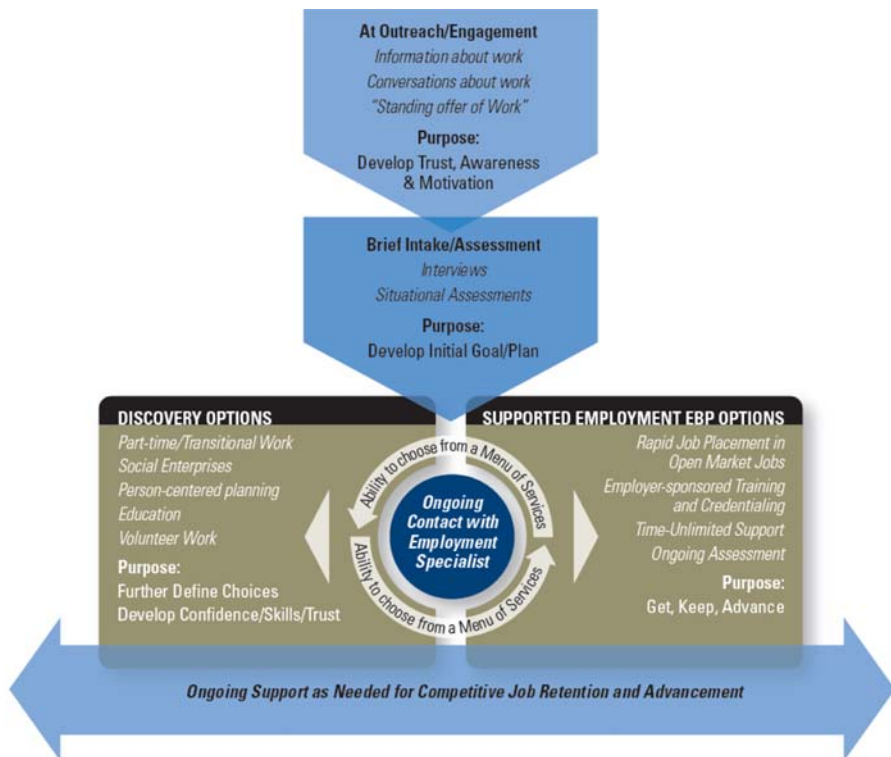 At Outreach/Engagement
Information about work
Conversations about work
“Standing offer of Work”
Purpose:
Develop Trust, Awareness
& Motivation
Brief Intake/Assessment
Interviews
Situational Assessments
Purpose:
Develop Initial Goal/Plan
DISCOVERY OPTIONS
Part-time/Transitional Work
Social Enterprises
Person-centered planning
Education
Volunteer Work
Purpose:
Further Define Choices
Develop Confidence/Skills/Trust
Ability to choose from a Menu of Services
Ongoing
Contact with
Employment
Specialist
Ability to choose from a Menu of Services
SUPPORTED EMPLOYMENT EBP OPTIONS
Rapid Job Placement in
Open Market Jobs
Employer-sponsored Training
and Credentialing
Time-Unlimited Support
Ongoing Assessment
Purpose:
Get, Keep, Advance
Ongoing Support as Needed for Competitive Job Retention and Advancement